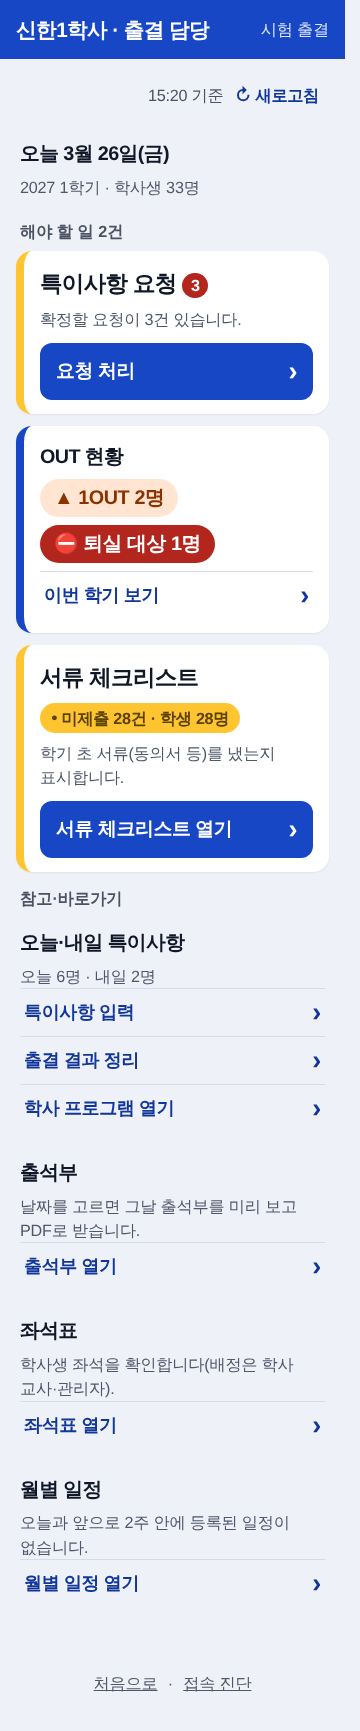 신한1학사 · 출결 담당 시험 출결
15:20 기준 ↻ 새로고침
오늘 3월 26일(금)
2027 1학기 · 학사생 33명
해야 할 일 2건
특이사항 요청 3
확정할 요청이 3건 있습니다.
요청 처리 ›
OUT 현황
▲ 1OUT 2명
⛔ 퇴실 대상 1명
이번 학기 보기 ›
서류 체크리스트
• 미제출 28건 · 학생 28명
학기 초 서류(동의서 등)를 냈는지
표시합니다.
서류 체크리스트 열기 ›
참고·바로가기
오늘·내일 특이사항
오늘 6명 · 내일 2명
특이사항 입력 ›
출결 결과 정리 ›
학사 프로그램 열기 ›
출석부
날짜를 고르면 그날 출석부를 미리 보고
PDF로 받습니다.
출석부 열기 ›
좌석표
학사생 좌석을 확인합니다(배정은 학사
교사·관리자).
좌석표 열기 ›
월별 일정
오늘과 앞으로 2주 안에 등록된 일정이
없습니다.
월별 일정 열기 ›
처음으로 · 접속 진단